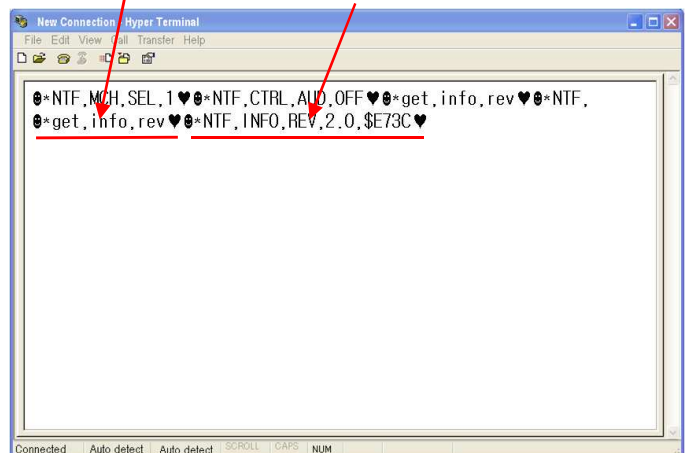 New Connection - Hyper Terminal
File Edit View Call Transfer Help
☻*NTF,MCH,SEL,1♥☻*NTF,CTRL,AUD,OFF♥☻*get,info,rev♥☻*NTF,
☻*get,info,rev♥☻*NTF,INFO,REV,2.0,$E73C♥
Connected Auto detect Auto detect SCROLL CAPS NUM